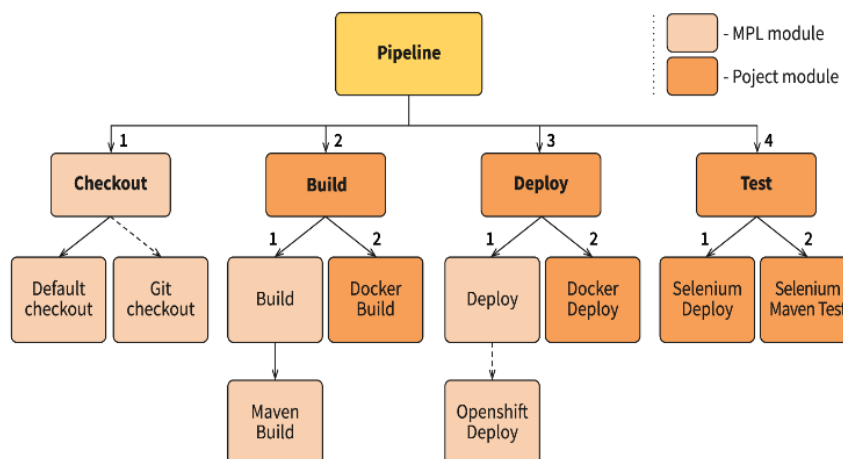 Pipeline
- MPL module
- Poject module
1
2
3
4
Checkout
Build
Deploy
Test
1
2
1
2
1
2
Default
checkout
Git
checkout
Build
Docker
Build
Deploy
Docker
Deploy
Selenium
Deploy
Selenium
Maven Test
Maven
Build
Openshift
Deploy